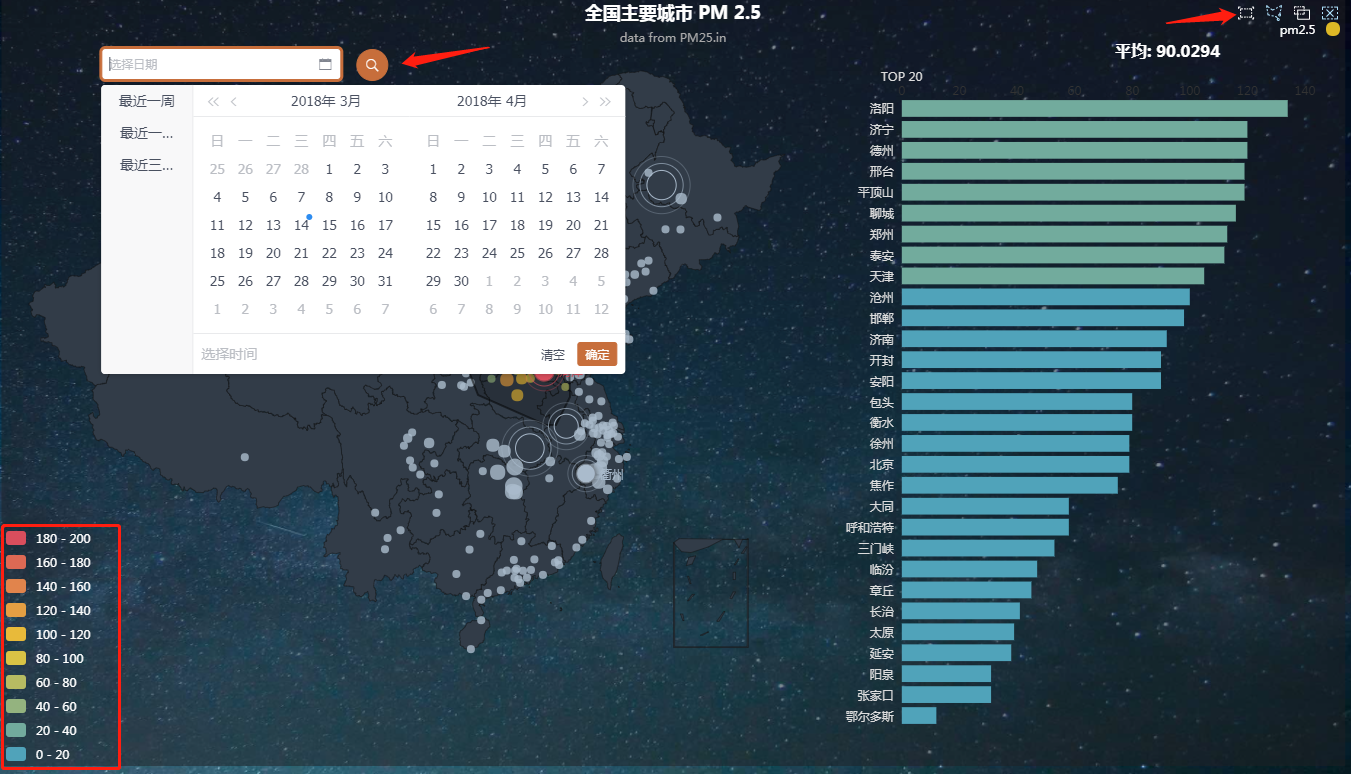 全国主要城市 PM 2.5
data from PM25.in
pm2.5
选择日期
平均: 90.0294
TOP 20
最近一周
最近一...
最近三...
2018年 3月
2018年 4月
日 一 二 三 四 五 六
25 26 27 28 1 2 3
4 5 6 7 8 9 10
11 12 13 14 15 16 17
18 19 20 21 22 23 24
25 26 27 28 29 30 31
1 2 3 4 5 6 7
日 一 二 三 四 五 六
1 2 3 4 5 6 7
8 9 10 11 12 13 14
15 16 17 18 19 20 21
22 23 24 25 26 27 28
29 30 1 2 3 4 5
6 7 8 9 10 11 12
选择时间
清空
确定
0 20 40 60 80 100 120 140
洛阳
济宁
德州
邢台
平顶山
聊城
郑州
泰安
天津
沧州
邯郸
济南
开封
安阳
包头
衡水
徐州
北京
焦作
大同
呼和浩特
三门峡
临汾
章丘
长治
太原
延安
阳泉
张家口
鄂尔多斯
衢州
180 - 200
160 - 180
140 - 160
120 - 140
100 - 120
80 - 100
60 - 80
40 - 60
20 - 40
0 - 20